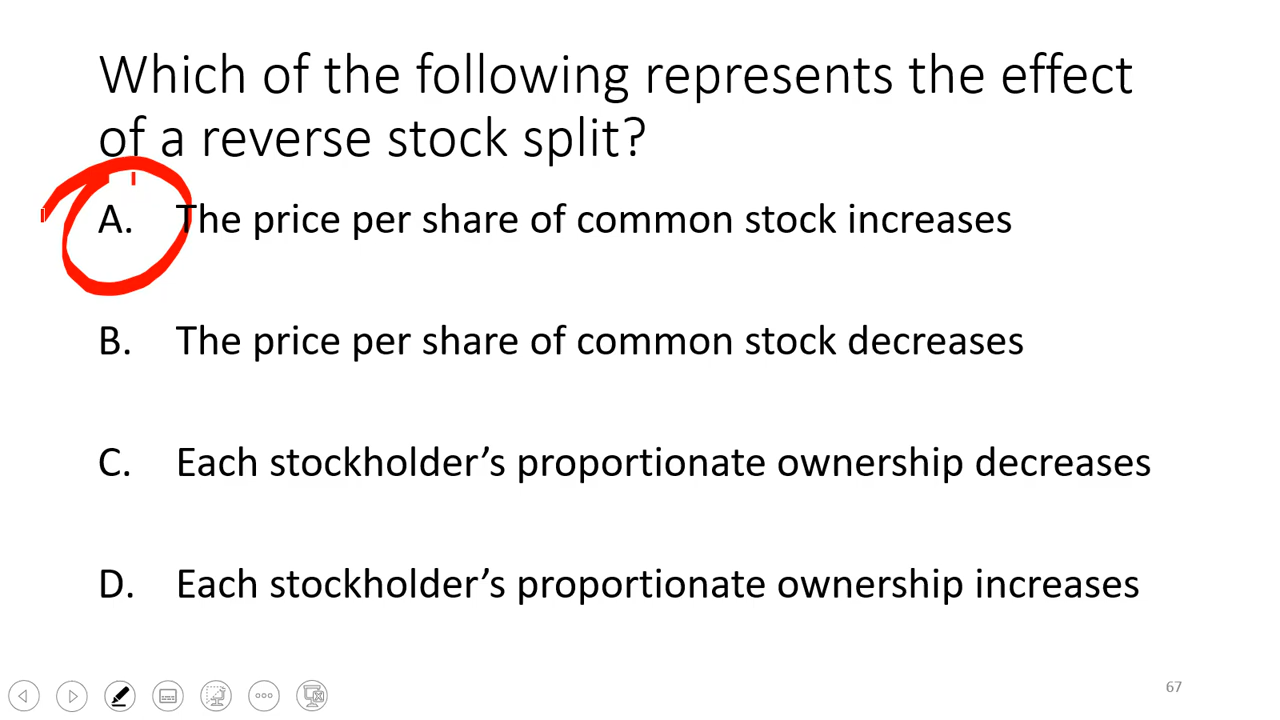 Which of the following represents the effect
of a reverse stock split?
A. The price per share of common stock increases
B. The price per share of common stock decreases
C. Each stockholder’s proportionate ownership decreases
D. Each stockholder’s proportionate ownership increases
67